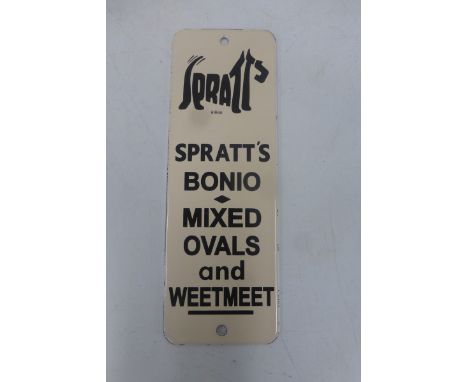 SPRATT'S
SPRATT'S
BONIO
MIXED
OVALS
and
WEETMEET